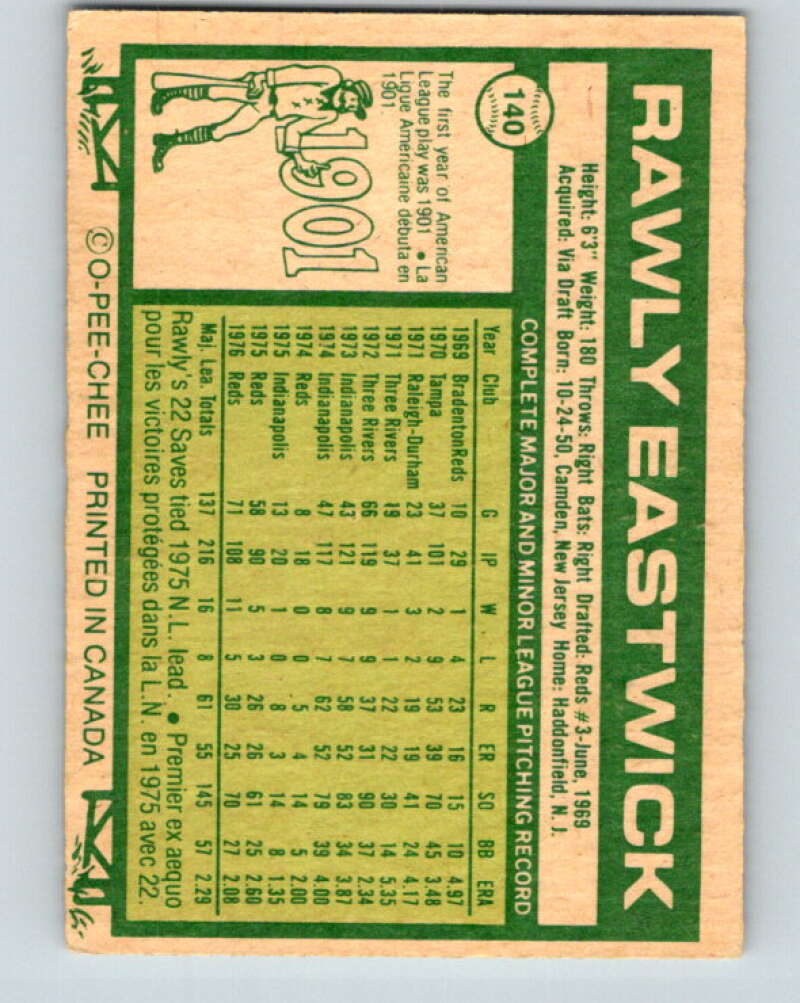 RAWLY EASTWICK
Height: 6'3" Weight: 180 Throws: Right Bats: Right Drafted: Reds #3-June, 1969
Acquired: Via Draft Born: 10-24-50, Camden, New Jersey Home: Haddonfield, N. J.
140
COMPLETE MAJOR AND MINOR LEAGUE PITCHING RECORD
The first year of American
League play was 1901 • La
Ligue Américaine débuta en
1901.
1901
Year Club G IP W L R ER SO BB ERA
1969 Bradenton Reds 10 29 1 4 23 16 15 10 4.97
1970 Tampa 37 101 2 9 53 39 70 45 3.48
1971 Raleigh-Durham 23 41 3 2 19 19 41 24 4.17
1971 Three Rivers 19 37 1 1 22 22 30 14 5.35
1972 Three Rivers 66 119 9 9 37 31 90 37 2.34
1973 Indianapolis 43 121 9 7 58 52 83 34 3.87
1974 Indianapolis 47 117 8 7 62 52 79 39 4.00
1974 Reds 8 18 0 0 5 4 14 5 2.00
1975 Indianapolis 13 20 1 0 8 3 14 8 1.35
1975 Reds 58 90 5 3 26 26 61 25 2.60
1976 Reds 71 108 11 5 30 25 70 27 2.08
Maj. Lea. Totals 137 216 16 8 61 55 145 57 2.29
Rawly's 22 Saves tied 1975 N.L. lead. • Premier ex aequo
pour les victoires protégées dans la L.N. en 1975 avec 22.
© O-PEE-CHEE PRINTED IN CANADA